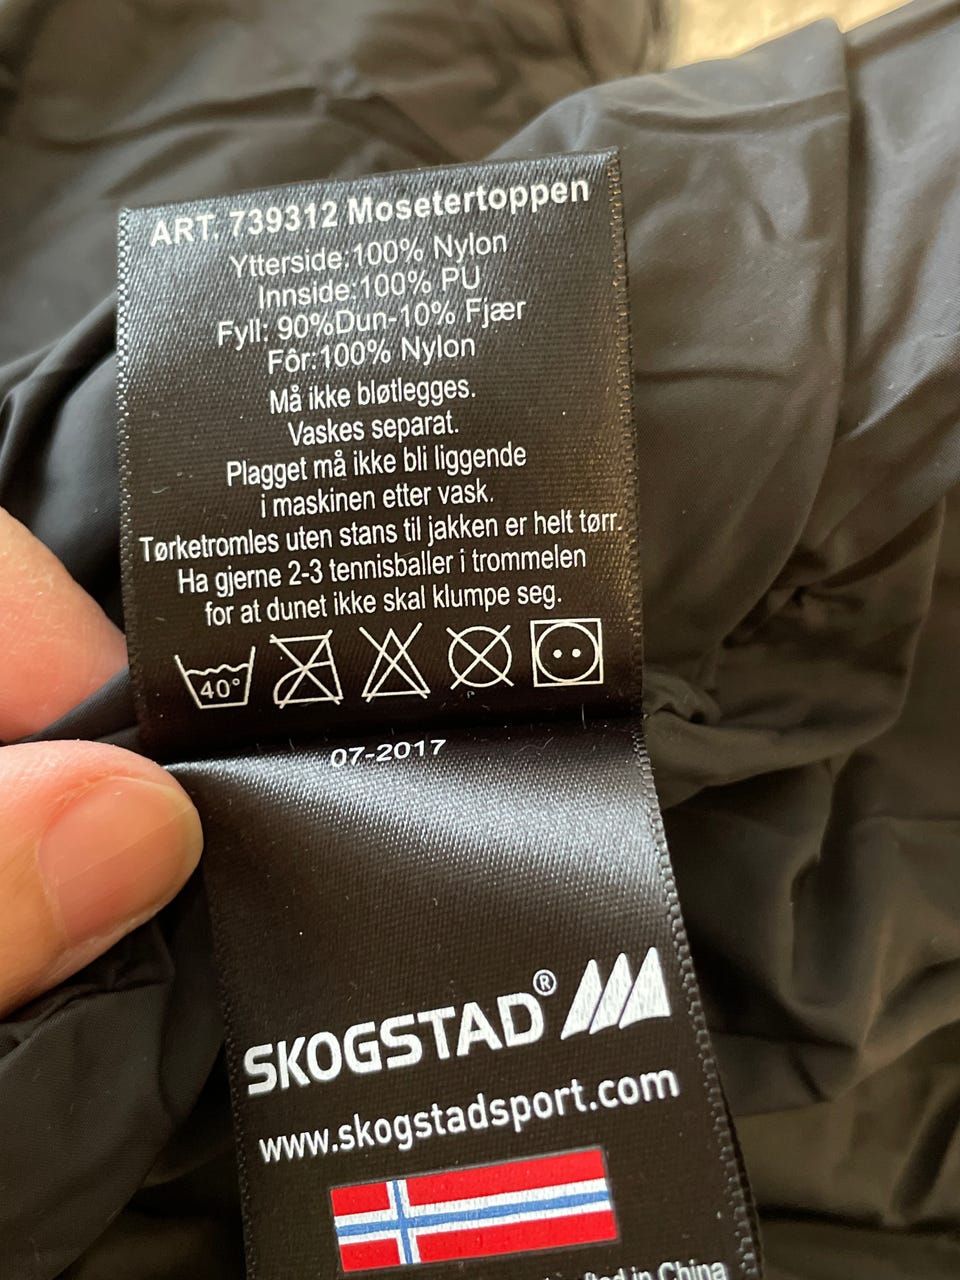 ART. 739312 Mosetertoppen
Ytterside:100% Nylon
Innside:100% PU
Fyll: 90%Dun-10% Fjær
Fôr:100% Nylon
Må ikke bløtlegges.
Vaskes separat.
Plagget må ikke bli liggende
i maskinen etter vask.
Tørketromles uten stans til jakken er helt tørr.
Ha gjerne 2-3 tennisballer i trommelen
for at dunet ikke skal klumpe seg.
40°
P
07-2017
SKOGSTAD®
www.skogstadsport.com
in China